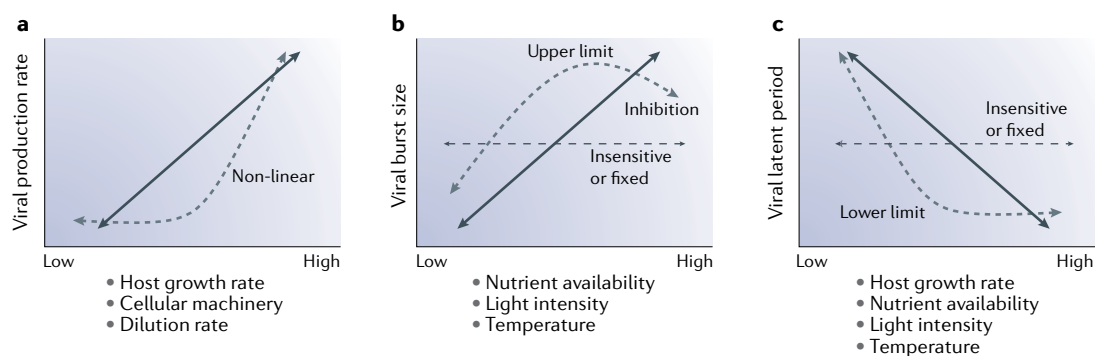 a
Viral production rate
Non-linear
Low
High
• Host growth rate
• Cellular machinery
• Dilution rate
b
Viral burst size
Upper limit
Inhibition
Insensitive
or fixed
Low
High
• Nutrient availability
• Light intensity
• Temperature
c
Viral latent period
Insensitive
or fixed
Lower limit
Low
High
• Host growth rate
• Nutrient availability
• Light intensity
• Temperature